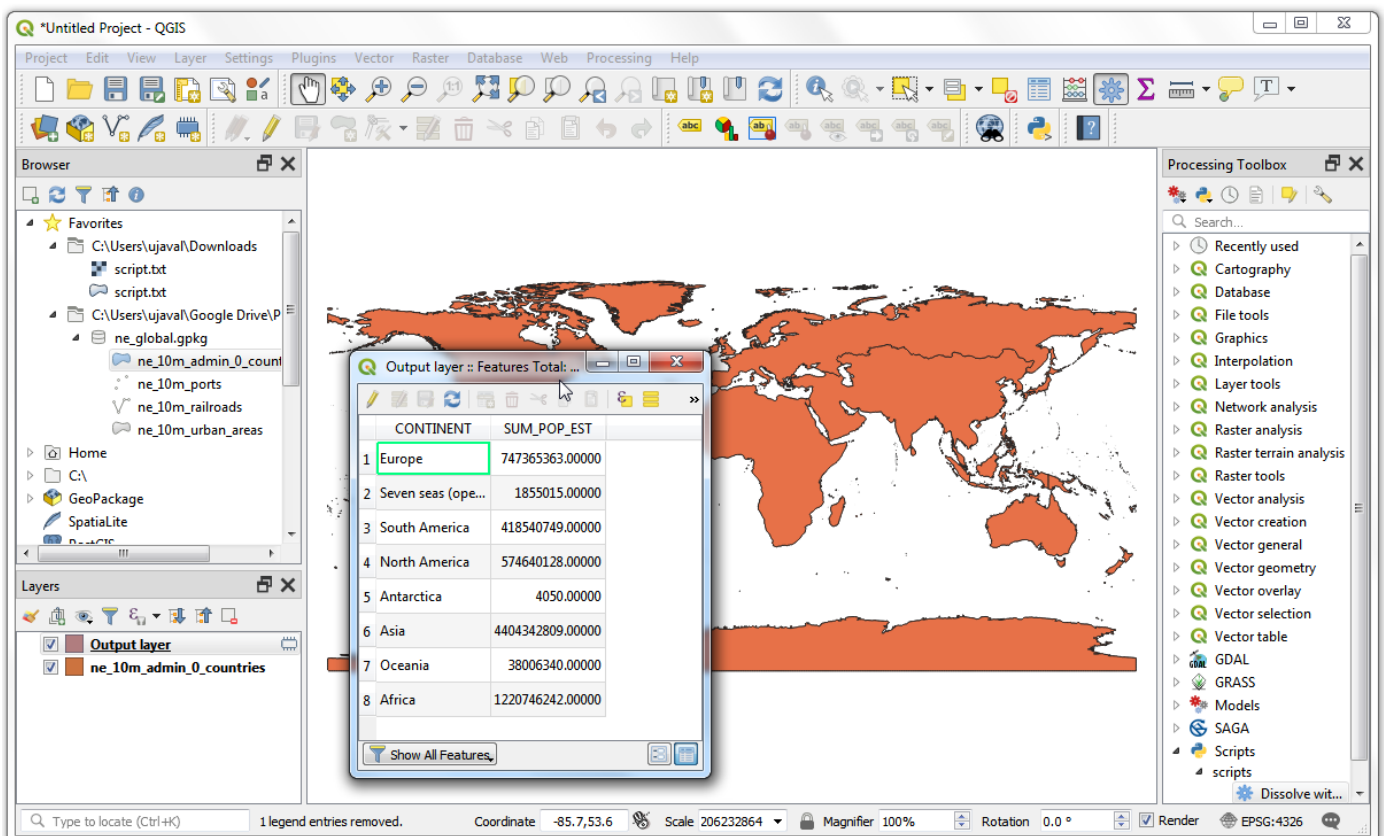 *Untitled Project - QGIS
Project Edit View Layer Settings Plugins Vector Raster Database Web Processing Help
Browser
Favorites
C:\Users\ujaval\Downloads
script.txt
script.txt
C:\Users\ujaval\Google Drive\P
ne_global.gpkg
ne_10m_admin_0_count
ne_10m_ports
ne_10m_railroads
ne_10m_urban_areas
Home
C:\
GeoPackage
SpatiaLite
PostGIS
Layers
Output layer
ne_10m_admin_0_countries
Output layer :: Features Total: ...
CONTINENT SUM_POP_EST
1 Europe 747365363.00000
2 Seven seas (ope... 1855015.00000
3 South America 418540749.00000
4 North America 574640128.00000
5 Antarctica 4050.00000
6 Asia 4404342809.00000
7 Oceania 38006340.00000
8 Africa 1220746242.00000
Show All Features
Processing Toolbox
Search...
Recently used
Cartography
Database
File tools
Graphics
Interpolation
Layer tools
Network analysis
Raster analysis
Raster terrain analysis
Raster tools
Vector analysis
Vector creation
Vector general
Vector geometry
Vector overlay
Vector selection
Vector table
GDAL
GRASS
Models
SAGA
Scripts
scripts
Dissolve wit...
Type to locate (Ctrl+K) 1 legend entries removed. Coordinate -85.7,53.6 Scale 206232864 Magnifier 100% Rotation 0.0 ° Render EPSG:4326